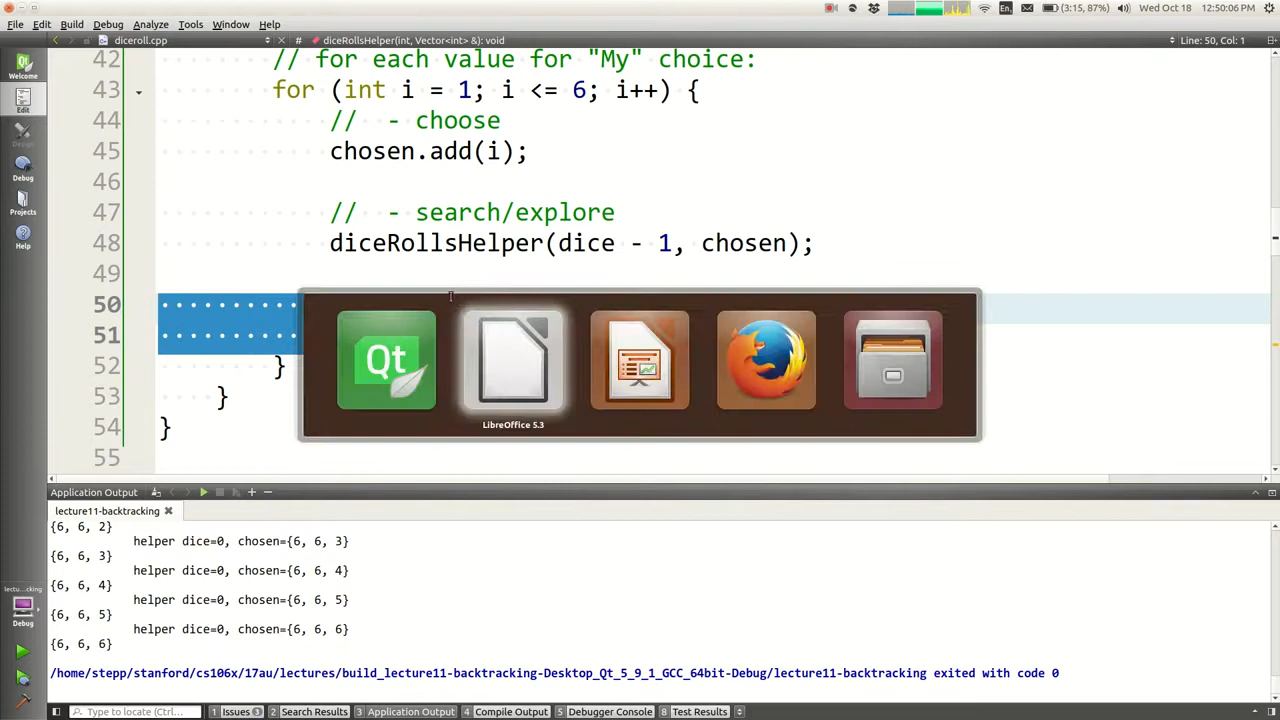 En
(3:15, 87%)
Wed Oct 18
12:50:06 PM
File Edit Build Debug Analyze Tools Window Help
diceroll.cpp
# diceRollsHelper(int, Vector<int> &): void
Line: 50, Col: 1
Welcome
Edit
Design
Debug
Projects
Help
42 // for each value for "My" choice:
43 for (int i = 1; i <= 6; i++) {
44 // - choose
45 chosen.add(i);
46
47 // - search/explore
48 diceRollsHelper(dice - 1, chosen);
49
50
51
52 }
53 }
54 }
55
Qt
LibreOffice 5.3
Application Output
lecture11-backtracking
{6, 6, 2}
helper dice=0, chosen={6, 6, 3}
{6, 6, 3}
helper dice=0, chosen={6, 6, 4}
{6, 6, 4}
helper dice=0, chosen={6, 6, 5}
{6, 6, 5}
helper dice=0, chosen={6, 6, 6}
{6, 6, 6}
/home/stepp/stanford/cs106x/17au/lectures/build_lecture11-backtracking-Desktop_Qt_5_9_1_GCC_64bit-Debug/lecture11-backtracking exited with code 0
lectu...cking
Debug
Type to locate (Ctrl...
1 Issues 3
2 Search Results
3 Application Output
4 Compile Output
5 Debugger Console
8 Test Results